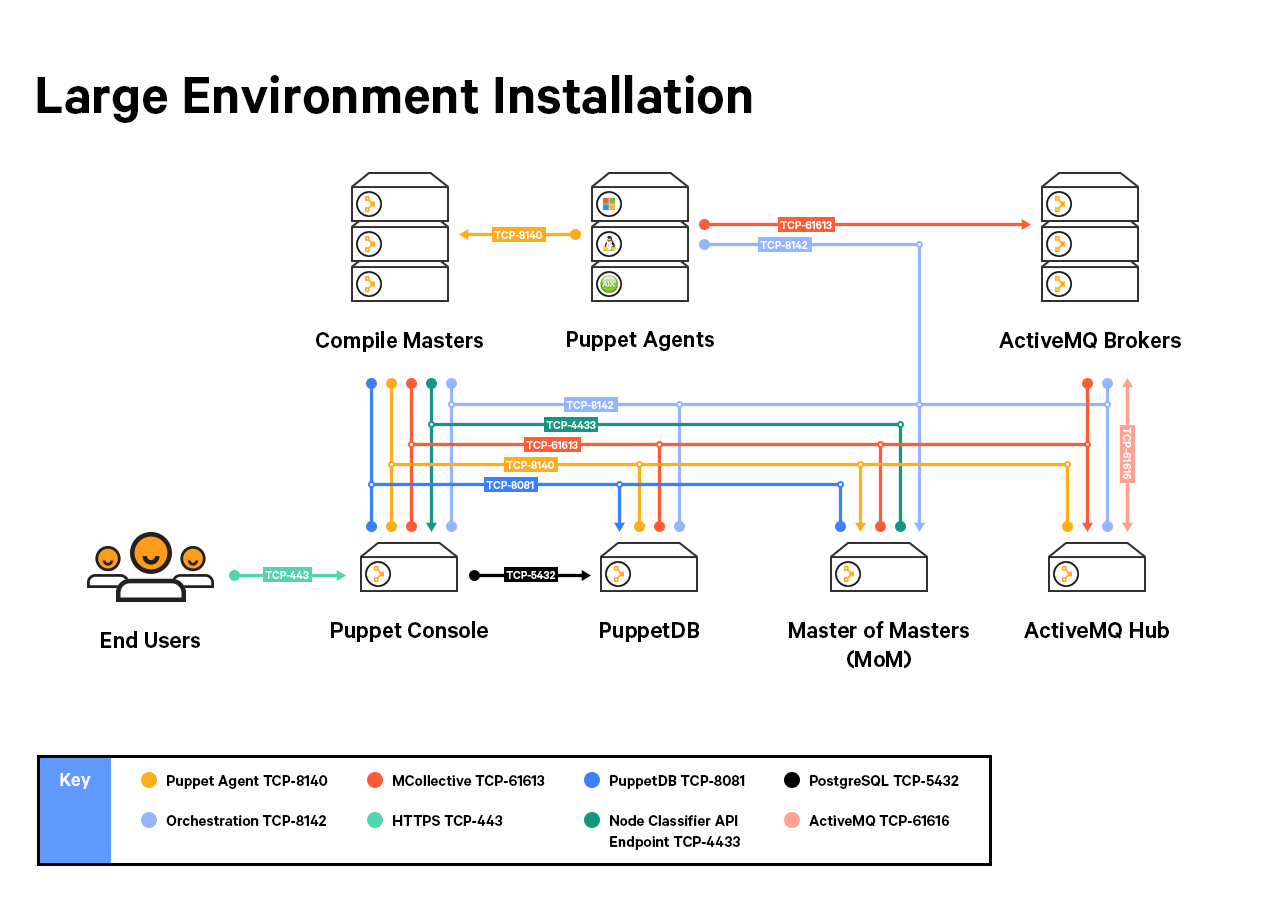 Large Environment Installation
TCP-8140
TCP-61613
TCP-8142
AIX
Compile Masters
Puppet Agents
ActiveMQ Brokers
TCP-8142
TCP-4433
TCP-61613
TCP-8140
TCP-8081
TCP-61616
TCP-443
TCP-5432
End Users
Puppet Console
PuppetDB
Master of Masters
(MoM)
ActiveMQ Hub
Key
Puppet Agent TCP-8140
MCollective TCP-61613
PuppetDB TCP-8081
PostgreSQL TCP-5432
Orchestration TCP-8142
HTTPS TCP-443
Node Classifier API
Endpoint TCP-4433
ActiveMQ TCP-61616